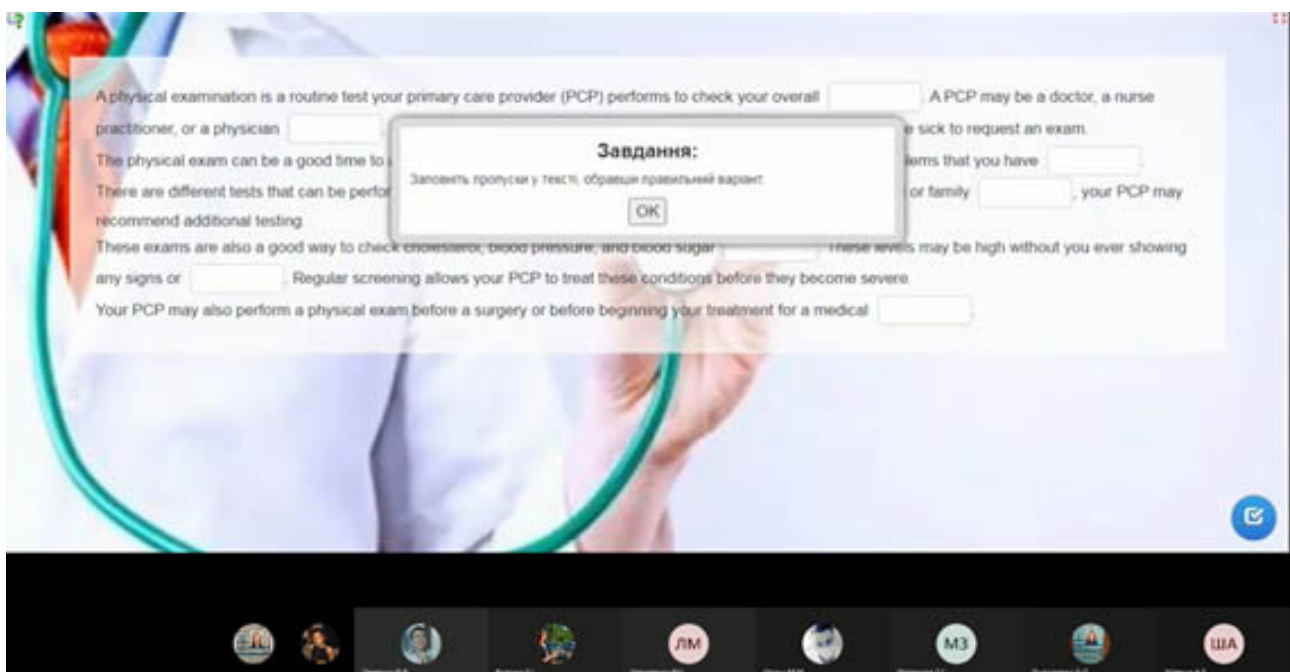 A physical examination is a routine test your primary care provider (PCP) performs to check your overall . A PCP may be a doctor, a nurse
practitioner, or a physician e sick to request an exam.
The physical exam can be a good time to lems that you have .
There are different tests that can be perfor or family , your PCP may
recommend additional testing
These exams are also a good way to check cholesterol, blood pressure, and blood sugar These levels may be high without you ever showing
any signs or . Regular screening allows your PCP to treat these conditions before they become severe.
Your PCP may also perform a physical exam before a surgery or before beginning your treatment for a medical .
Завдання:
Заповніть пропуски у тексті, обравши правильний варіант.
OK
ЛМ
МЗ
ША